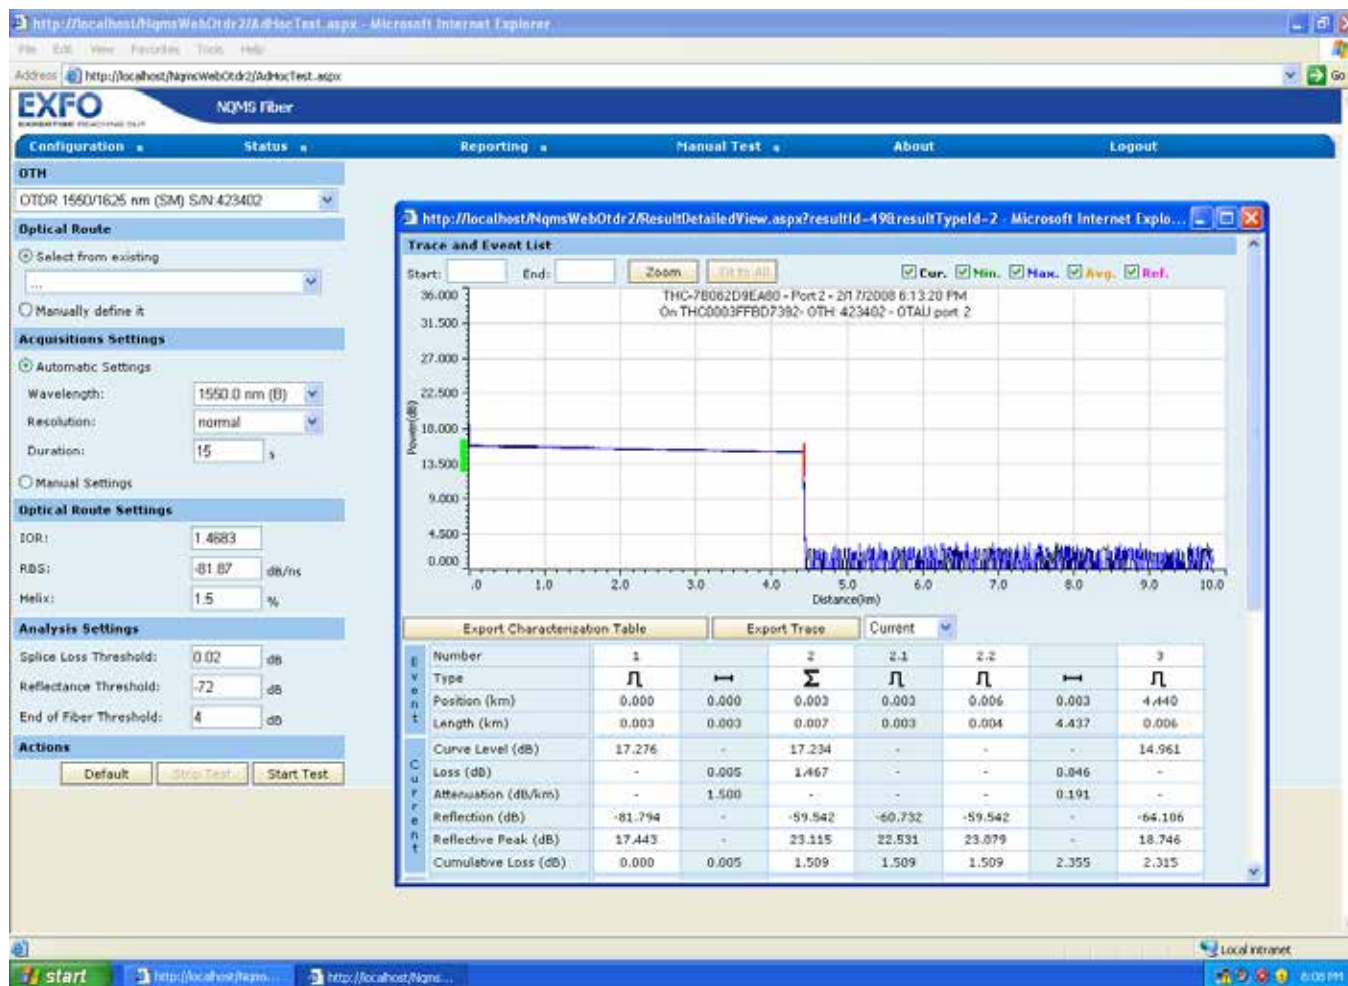 http://localhost/NqmsWebOtdr2/AdHocTest.aspx - Microsoft Internet Explorer
File Edit View Favorites Tools Help
Address http://localhost/NqmsWebOtdr2/AdHocTest.aspx Go
EXFO NQMS Fiber
EXPERTISE REACHING OUT
Configuration Status Reporting Manual Test About Logout
OTH
OTDR 1550/1625 nm (SM) S/N:423402
Optical Route
Select from existing
...
Manually define it
Acquisitions Settings
Automatic Settings
Wavelength: 1550.0 nm (B)
Resolution: normal
Duration: 15 s
Manual Settings
Optical Route Settings
IOR: 1.4683
RBS: -81.87 dB/ns
Helix: 1.5 %
Analysis Settings
Splice Loss Threshold: 0.02 dB
Reflectance Threshold: -72 dB
End of Fiber Threshold: 4 dB
Actions
Default Stop Test Start Test
http://localhost/NqmsWebOtdr2/ResultDetailedView.aspx?resultId=49&resultTypeId=2 - Microsoft Internet Explo...
Trace and Event List
Start: End: Zoom Fit to All Cur. Min. Max. Avg. Ref.
THC-7B062D9EA80 - Port 2 - 2/17/2008 6:13:20 PM
On THC0003FFBD7392- OTH: 423402 - OTAU port: 2
36.000
31.500
27.000
22.500
18.000
13.500
9.000
4.500
0.000
Power(dB)
.0 1.0 2.0 3.0 4.0 5.0 6.0 7.0 8.0 9.0 10.0
Distance(km)
Export Characterization Table Export Trace Current
Event
Number 1 2 2.1 2.2 3
Type Σ
Position (km) 0.000 0.000 0.003 0.003 0.006 0.003 4.440
Length (km) 0.003 0.003 0.007 0.003 0.004 4.437 0.006
Current
Curve Level (dB) 17.276 - 17.234 - - - 14.961
Loss (dB) - 0.005 1.467 - - 0.846 -
Attenuation (dB/km) - 1.500 - - - 0.191 -
Reflection (dB) -81.794 - -59.542 -60.732 -59.542 - -64.106
Reflective Peak (dB) 17.443 - 23.115 22.531 23.079 - 18.746
Cumulative Loss (dB) 0.000 0.005 1.509 1.509 1.509 2.355 2.315
Local intranet
start http://localhost/Nqms... http://localhost/Nqms... 6:08 PM